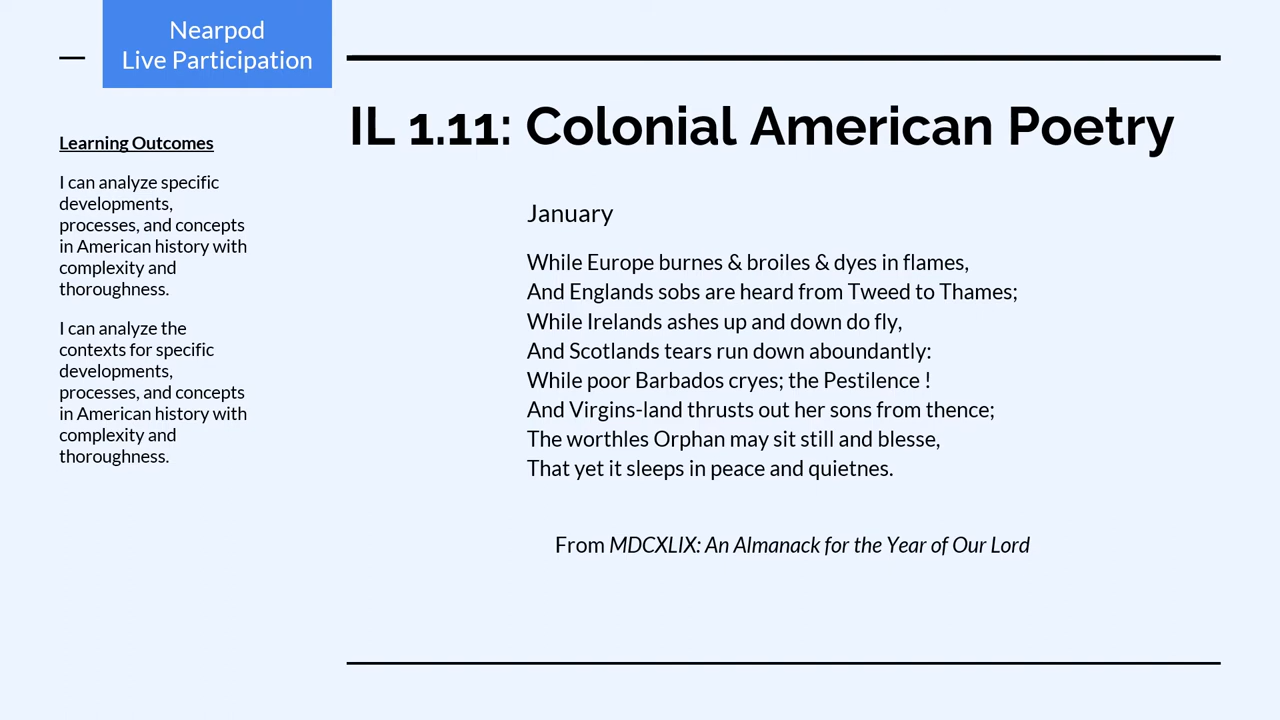 Nearpod
Live Participation
IL 1.11: Colonial American Poetry
Learning Outcomes
I can analyze specific
developments,
processes, and concepts
in American history with
complexity and
thoroughness.
I can analyze the
contexts for specific
developments,
processes, and concepts
in American history with
complexity and
thoroughness.
January
While Europe burnes & broiles & dyes in flames,
And Englands sobs are heard from Tweed to Thames;
While Irelands ashes up and down do fly,
And Scotlands tears run down aboundantly:
While poor Barbados cryes; the Pestilence !
And Virgins-land thrusts out her sons from thence;
The worthles Orphan may sit still and blesse,
That yet it sleeps in peace and quietnes.
From MDCXLIX: An Almanack for the Year of Our Lord